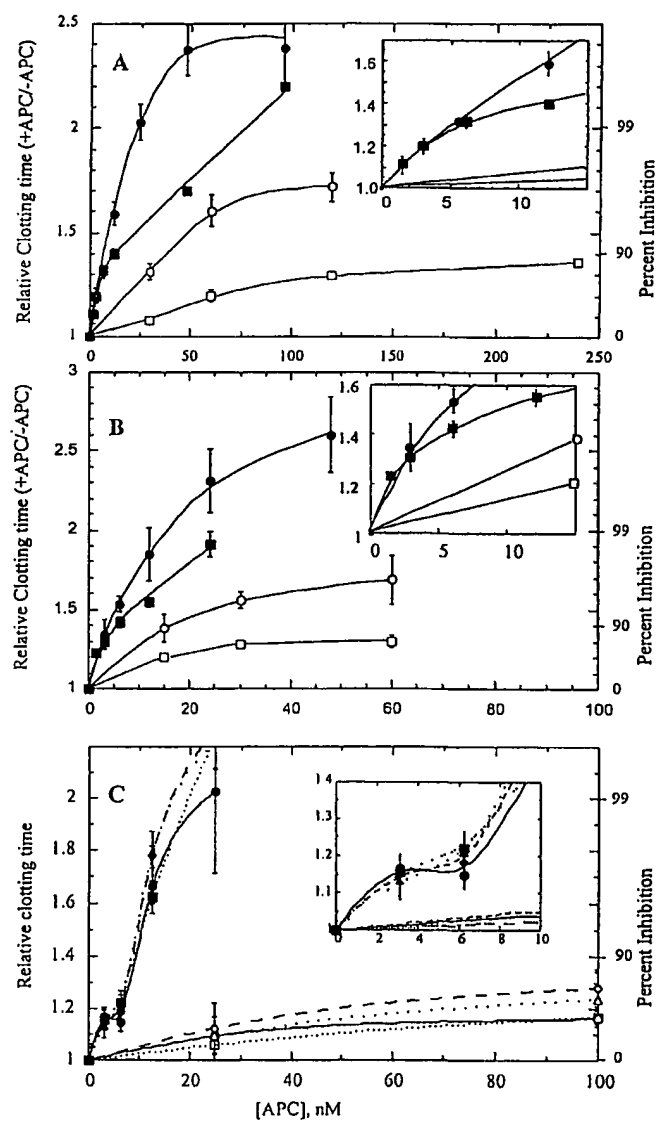 2.5
A
2
1.5
1
Relative Clotting time (+APC/-APC)
1.6
1.4
1.2
1.0
0 5 10
99
90
0
Percent Inhibition
0 50 100 150 200 250
3
B
2.5
2
1.5
1
Relative Clotting time (+APC/-APC)
1.6
1.4
1.2
1
0 5 10
99
90
0
Percent Inhibition
0 20 40 60 80 100
C
2
1.8
1.6
1.4
1.2
1
Relative clotting time
1 4
1.3
1.2
1.1
1
0 2 4 6 8 10
99
90
0
Percent Inhibition
0 20 40 60 80 100
[APC], nM